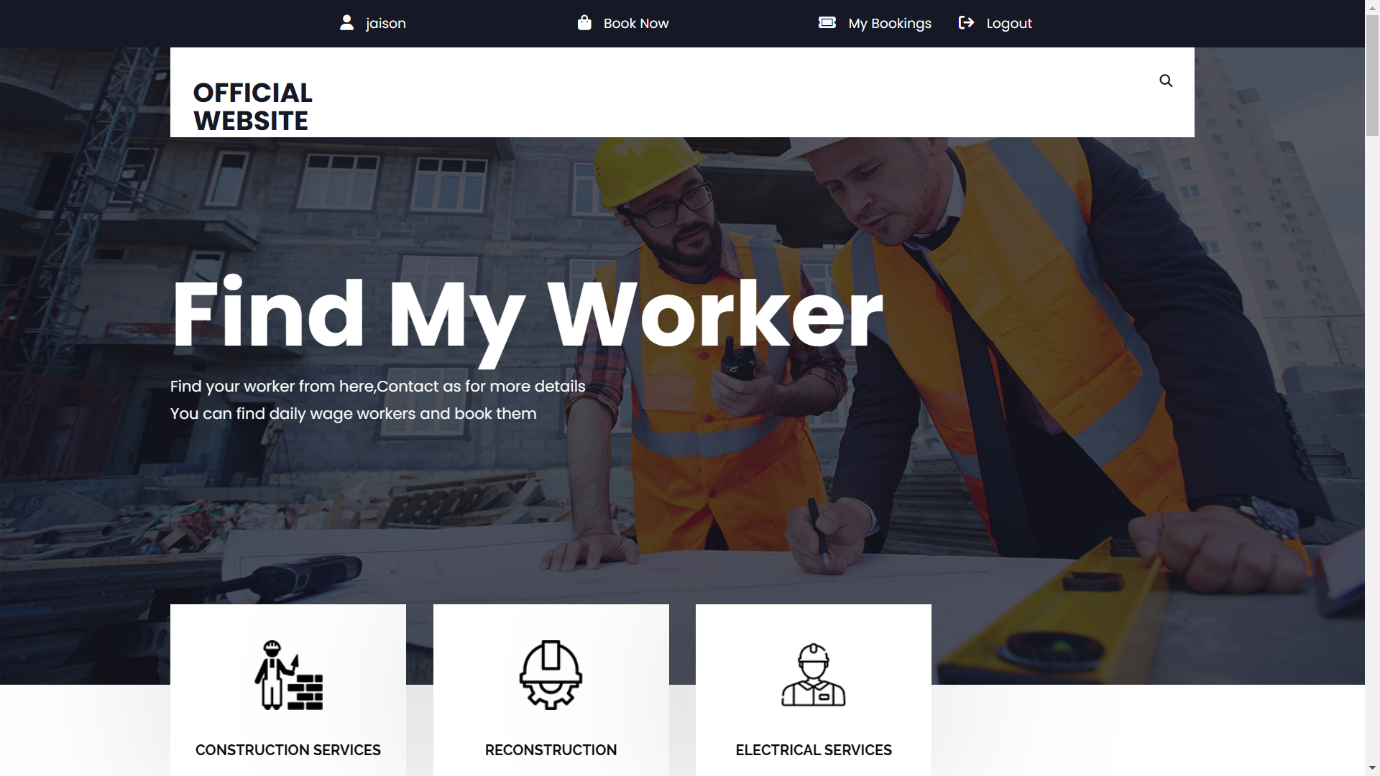 jaison
Book Now
My Bookings
Logout
OFFICIAL
WEBSITE
Find My Worker
Find your worker from here,Contact as for more details
You can find daily wage workers and book them
CONSTRUCTION SERVICES
RECONSTRUCTION
ELECTRICAL SERVICES